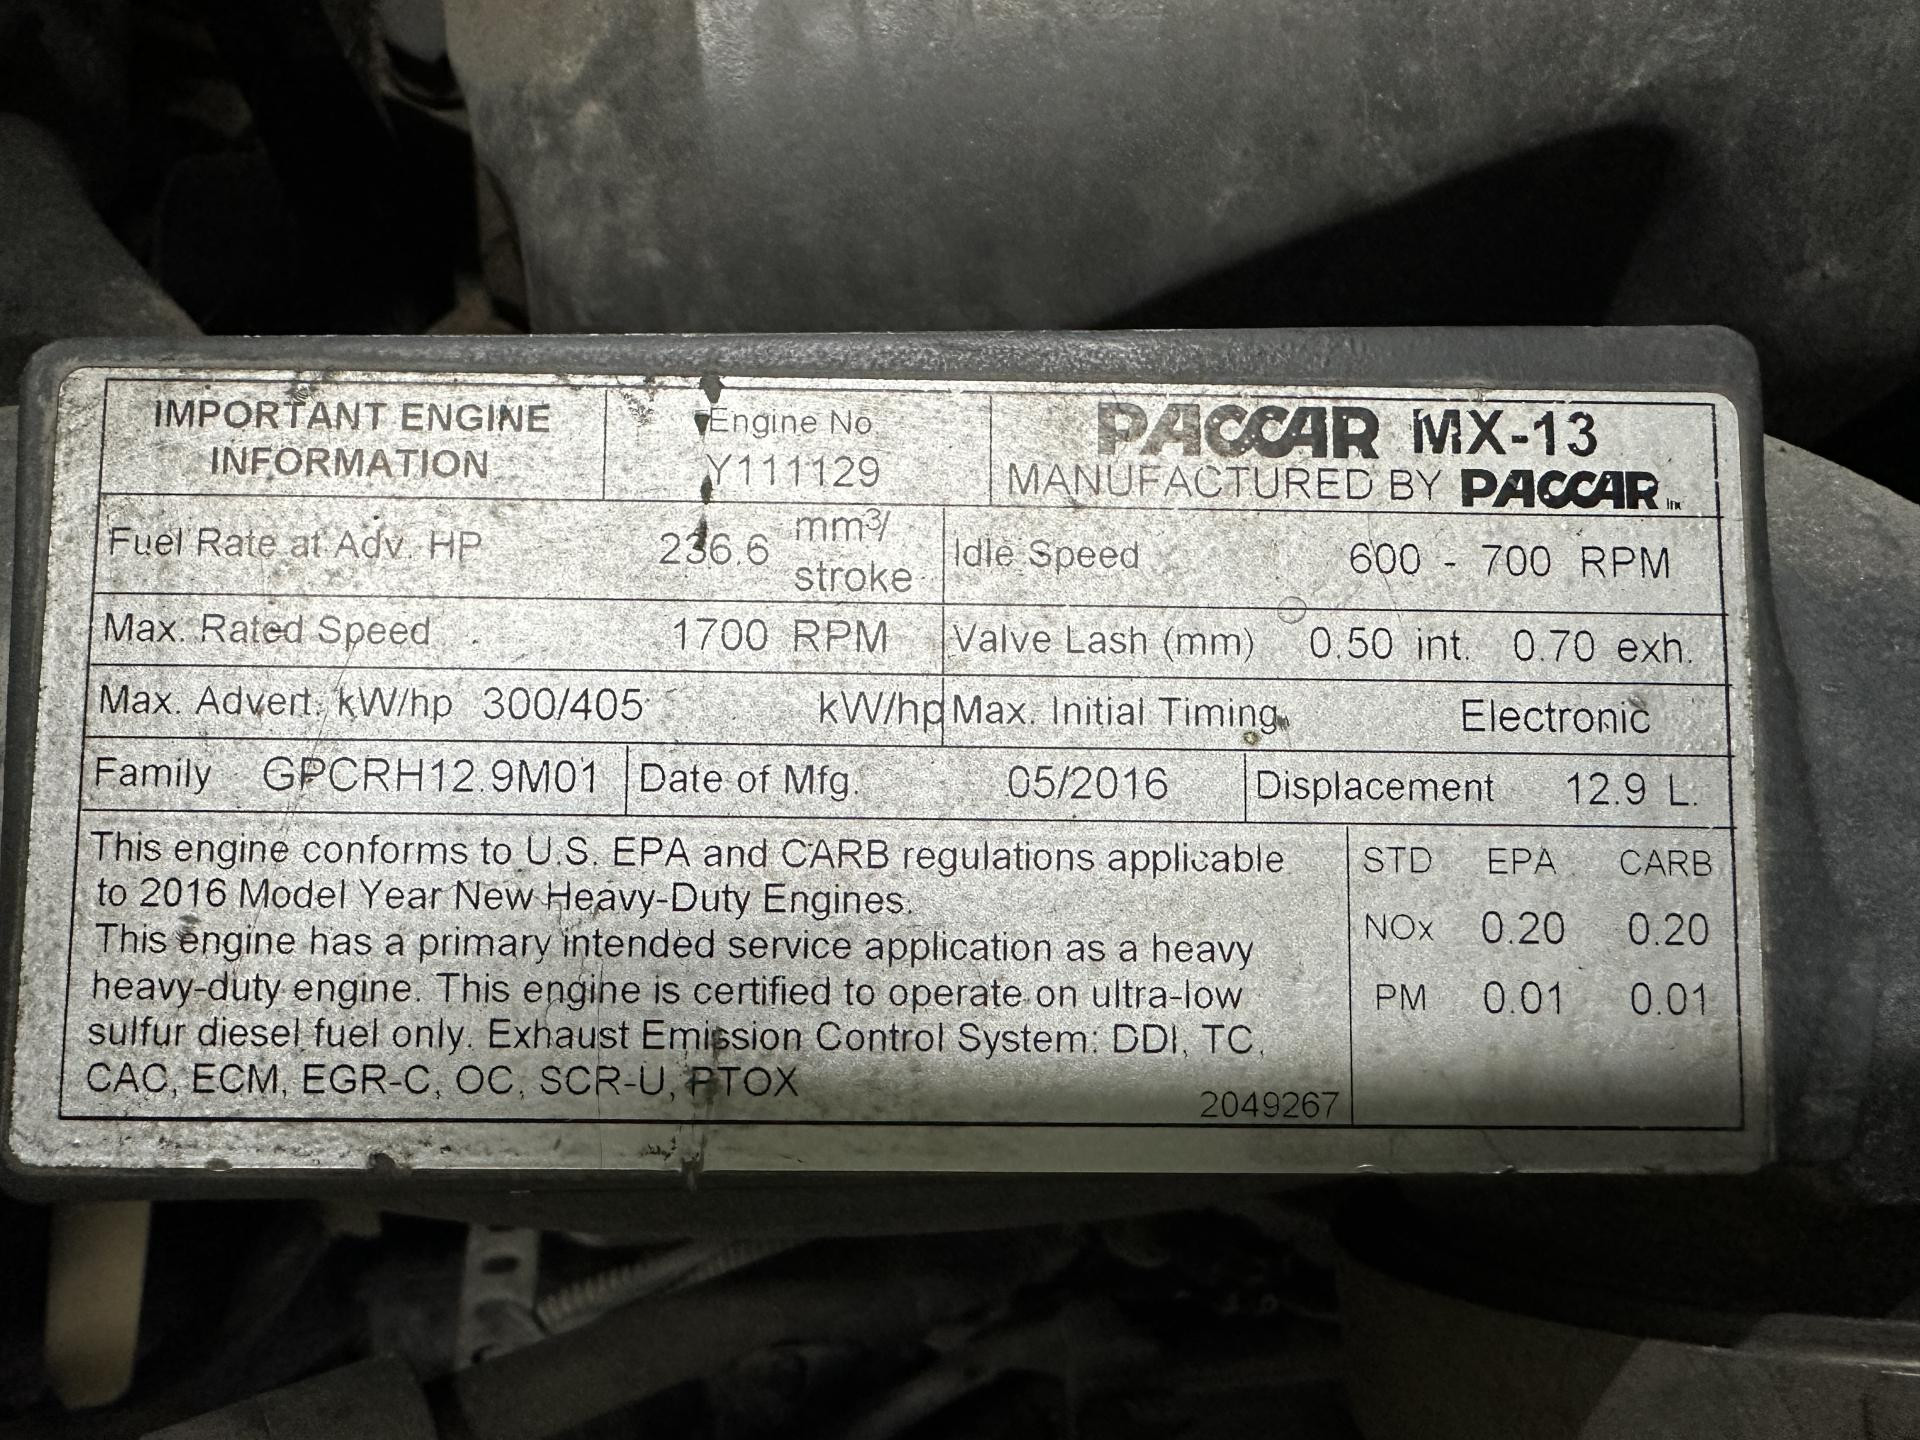 IMPORTANT ENGINE
INFORMATION
Engine No
Y111129
PACCAR MX-13
MANUFACTURED BY PACCAR Inc
Fuel Rate at Adv. HP 236.6 mm³/
stroke
Idle Speed 600 - 700 RPM
Max. Rated Speed 1700 RPM
Valve Lash (mm) 0.50 int. 0.70 exh.
Max. Advert. kW/hp 300/405 kW/hp
Max. Initial Timing Electronic
Family GPCRH12.9M01
Date of Mfg. 05/2016
Displacement 12.9 L.
This engine conforms to U.S. EPA and CARB regulations applicable
to 2016 Model Year New Heavy-Duty Engines.
This engine has a primary intended service application as a heavy
heavy-duty engine. This engine is certified to operate on ultra-low
sulfur diesel fuel only. Exhaust Emission Control System: DDI, TC,
CAC, ECM, EGR-C, OC, SCR-U, PTOX
2049267
STD EPA CARB
NOx 0.20 0.20
PM 0.01 0.01